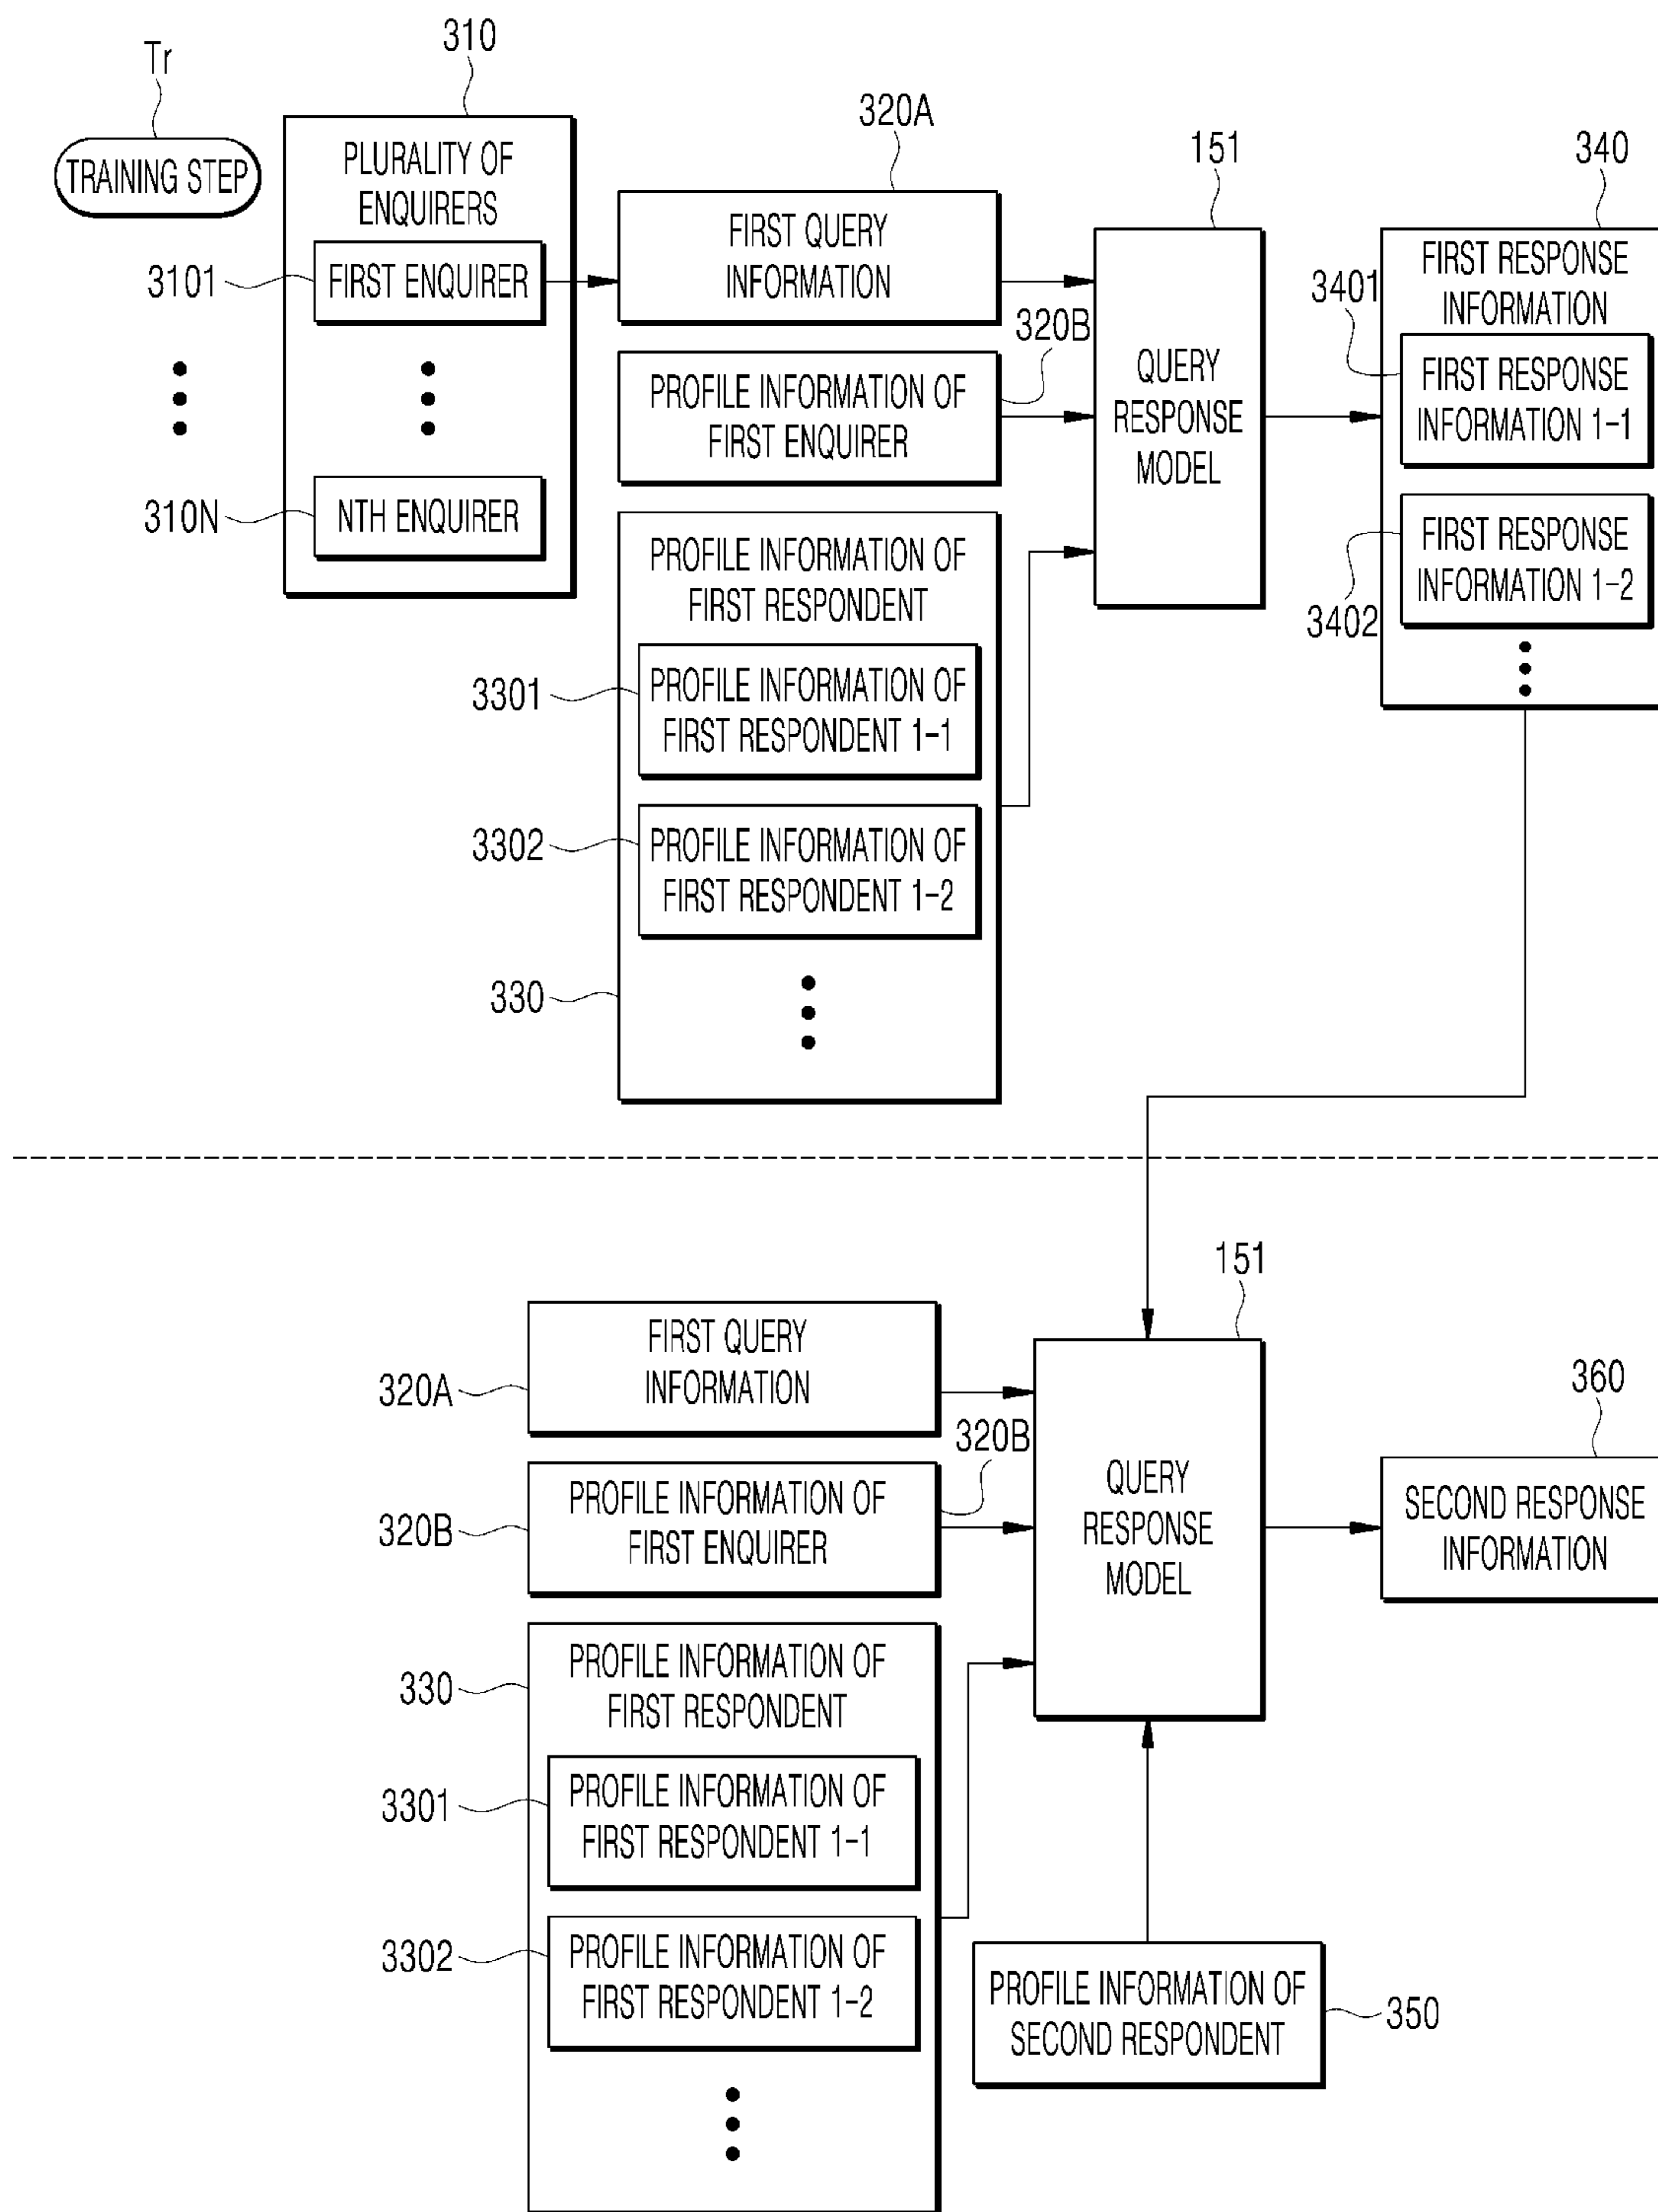 Tr
TRAINING STEP
310
PLURALITY OF
ENQUIRERS
3101
FIRST ENQUIRER
310N
NTH ENQUIRER
320A
FIRST QUERY
INFORMATION
320B
PROFILE INFORMATION OF
FIRST ENQUIRER
PROFILE INFORMATION OF
FIRST RESPONDENT
3301
PROFILE INFORMATION OF
FIRST RESPONDENT 1-1
3302
PROFILE INFORMATION OF
FIRST RESPONDENT 1-2
330
151
QUERY
RESPONSE
MODEL
340
FIRST RESPONSE
INFORMATION
3401
FIRST RESPONSE
INFORMATION 1-1
FIRST RESPONSE
INFORMATION 1-2
3402
FIRST QUERY
INFORMATION
320A
320B
PROFILE INFORMATION OF
FIRST ENQUIRER
320B
330
PROFILE INFORMATION OF
FIRST RESPONDENT
3301
PROFILE INFORMATION OF
FIRST RESPONDENT 1-1
3302
PROFILE INFORMATION OF
FIRST RESPONDENT 1-2
151
QUERY
RESPONSE
MODEL
PROFILE INFORMATION OF
SECOND RESPONDENT
350
360
SECOND RESPONSE
INFORMATION